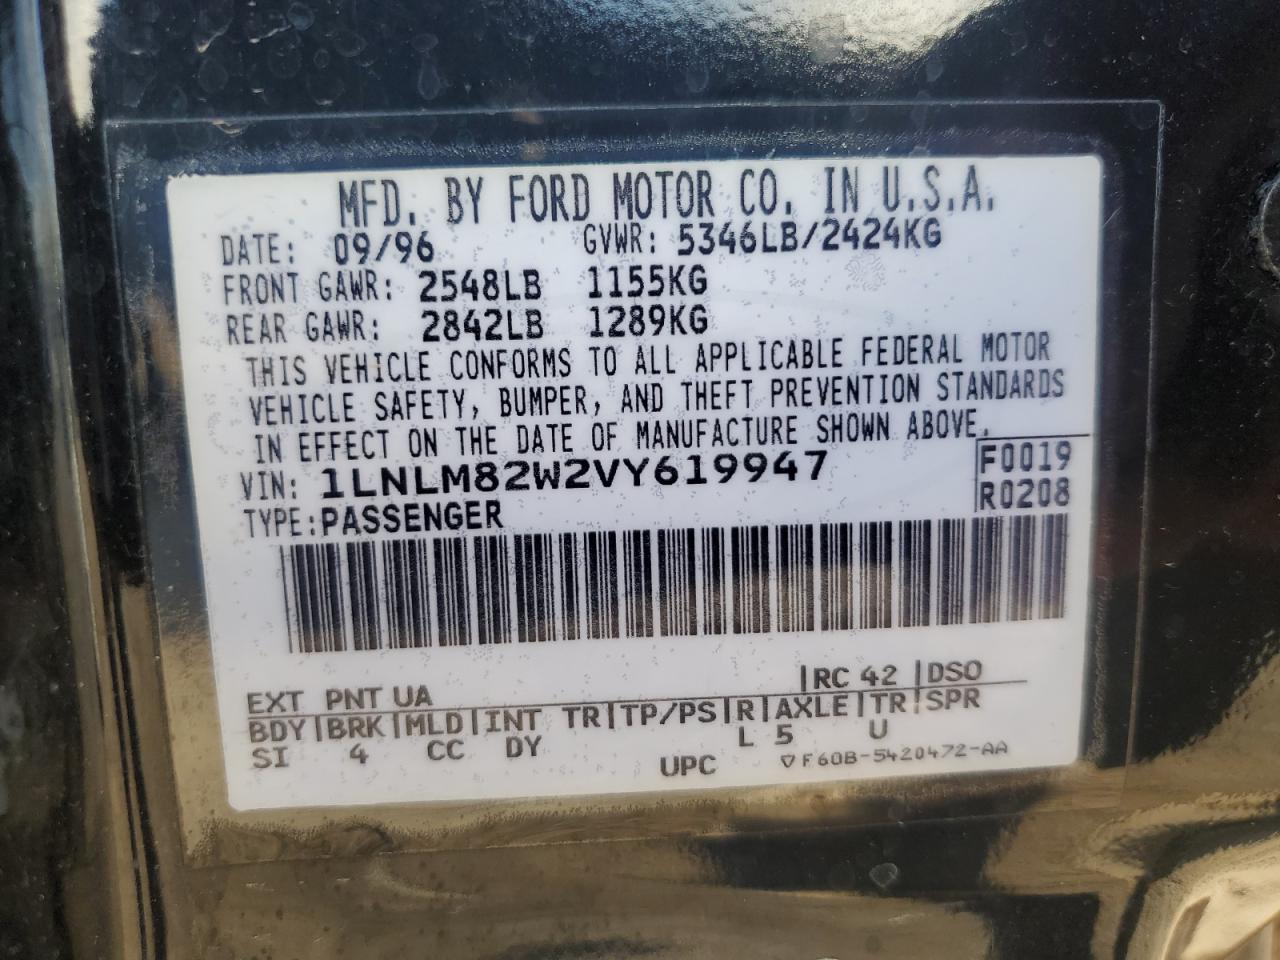 MFD. BY FORD MOTOR CO. IN U.S.A.
DATE: 09/96 GVWR: 5346LB/2424KG
FRONT GAWR: 2548LB 1155KG
REAR GAWR: 2842LB 1289KG
THIS VEHICLE CONFORMS TO ALL APPLICABLE FEDERAL MOTOR
VEHICLE SAFETY, BUMPER, AND THEFT PREVENTION STANDARDS
IN EFFECT ON THE DATE OF MANUFACTURE SHOWN ABOVE.
VIN: 1LNLM82W2VY619947 F0019
TYPE: PASSENGER R0208
EXT PNT UA |RC 42 |DSO
BDY|BRK|MLD|INT TR|TP/PS|R|AXLE|TR|SPR
SI 4 CC DY L 5 U
UPC ▽F60B-5420472-AA